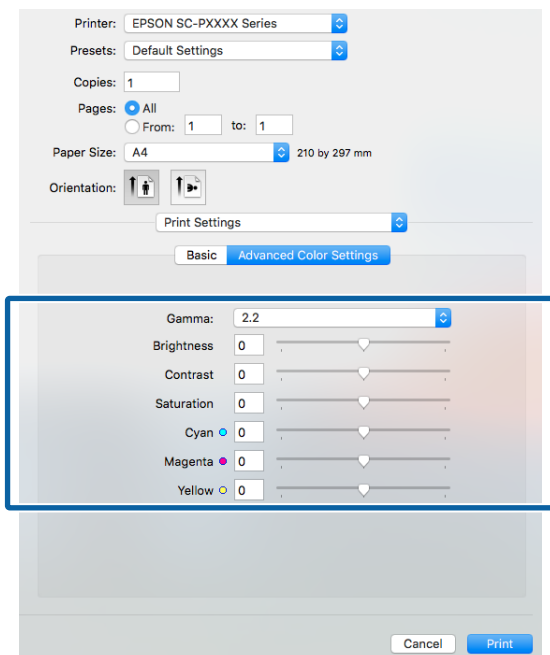 Printer: EPSON SC-PXXXX Series
Presets: Default Settings
Copies: 1
Pages: All
From: 1 to: 1
Paper Size: A4 210 by 297 mm
Orientation:
Print Settings
Basic Advanced Color Settings
Gamma: 2.2
Brightness 0
Contrast 0
Saturation 0
Cyan 0
Magenta 0
Yellow 0
Cancel Print